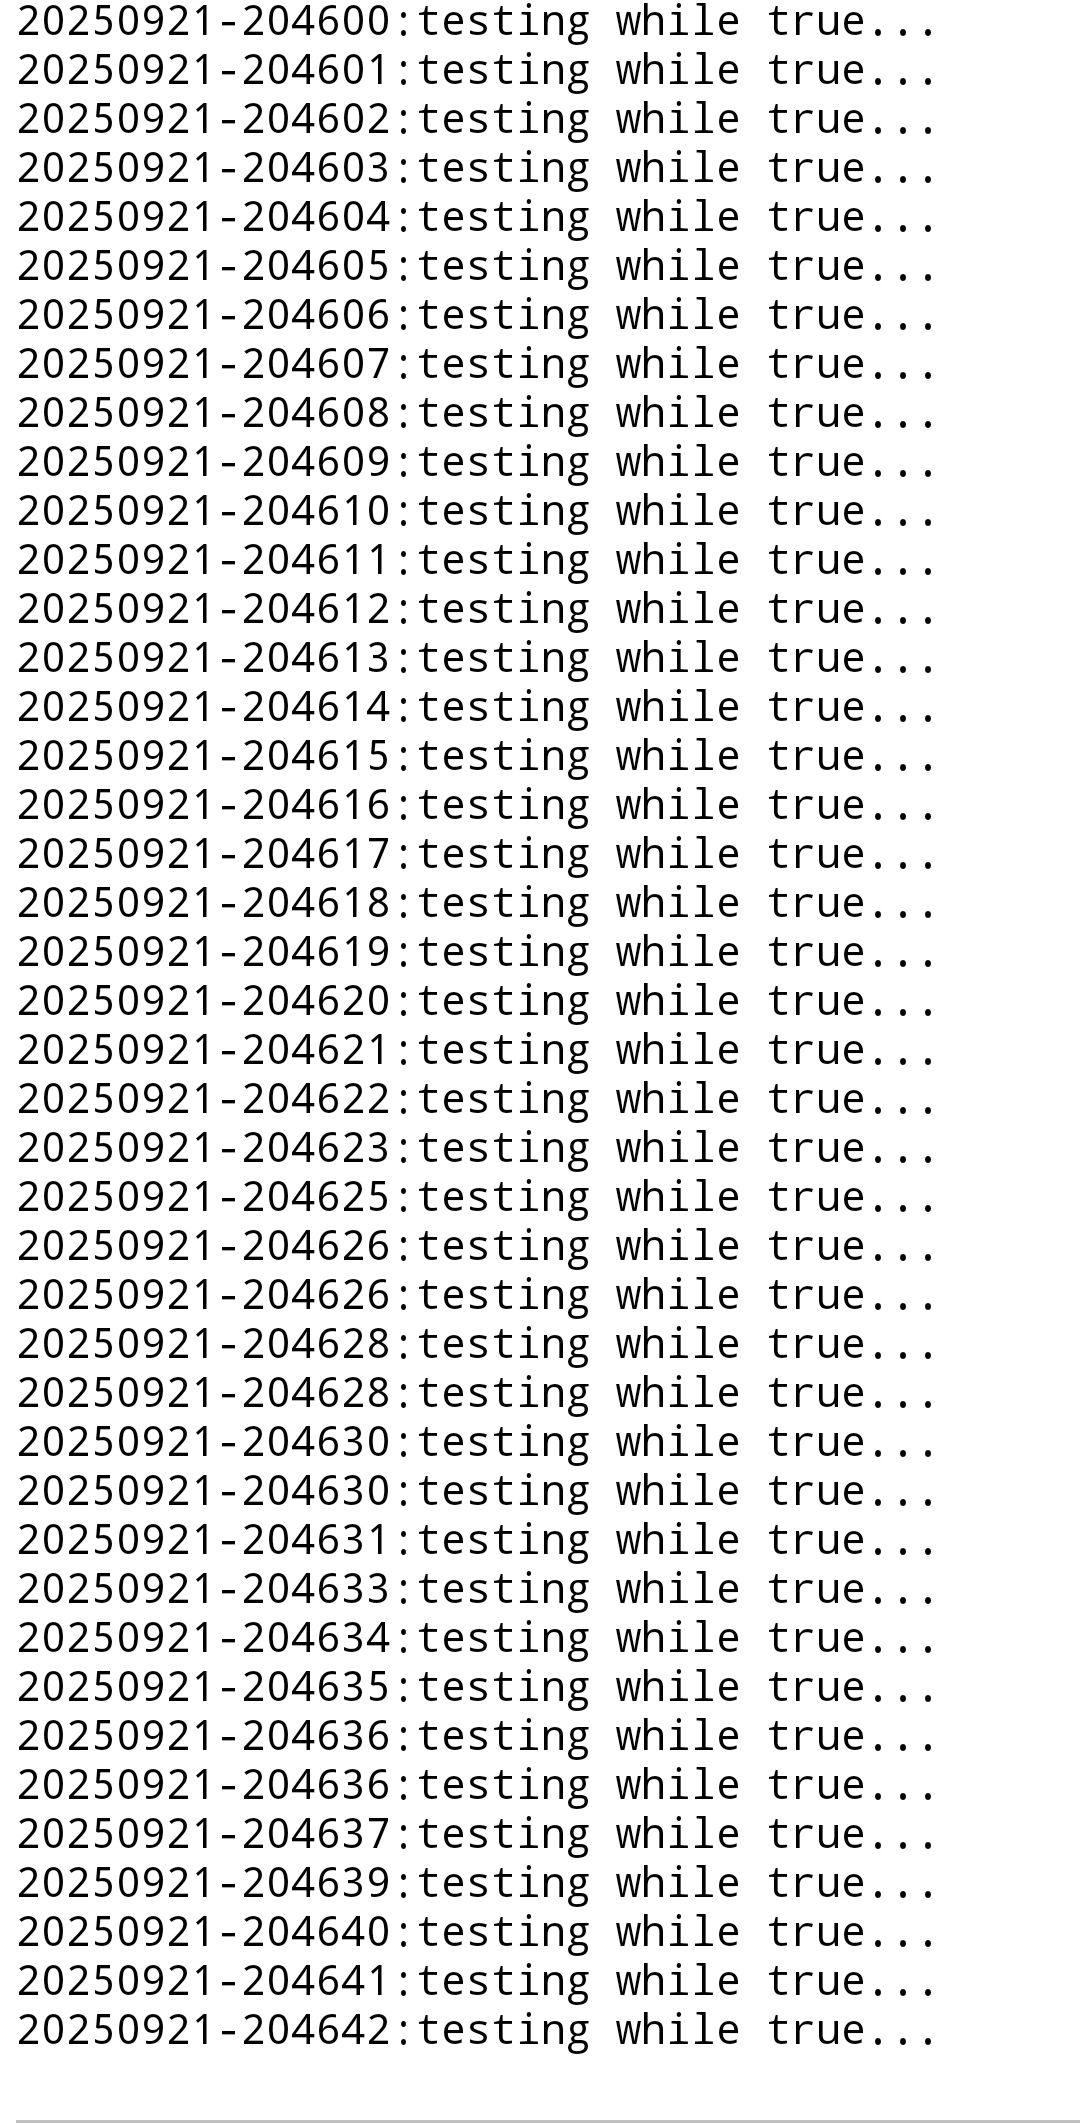 20250921-204600:testing while true...
20250921-204601:testing while true...
20250921-204602:testing while true...
20250921-204603:testing while true...
20250921-204604:testing while true...
20250921-204605:testing while true...
20250921-204606:testing while true...
20250921-204607:testing while true...
20250921-204608:testing while true...
20250921-204609:testing while true...
20250921-204610:testing while true...
20250921-204611:testing while true...
20250921-204612:testing while true...
20250921-204613:testing while true...
20250921-204614:testing while true...
20250921-204615:testing while true...
20250921-204616:testing while true...
20250921-204617:testing while true...
20250921-204618:testing while true...
20250921-204619:testing while true...
20250921-204620:testing while true...
20250921-204621:testing while true...
20250921-204622:testing while true...
20250921-204623:testing while true...
20250921-204625:testing while true...
20250921-204626:testing while true...
20250921-204626:testing while true...
20250921-204628:testing while true...
20250921-204628:testing while true...
20250921-204630:testing while true...
20250921-204630:testing while true...
20250921-204631:testing while true...
20250921-204633:testing while true...
20250921-204634:testing while true...
20250921-204635:testing while true...
20250921-204636:testing while true...
20250921-204636:testing while true...
20250921-204637:testing while true...
20250921-204639:testing while true...
20250921-204640:testing while true...
20250921-204641:testing while true...
20250921-204642:testing while true...